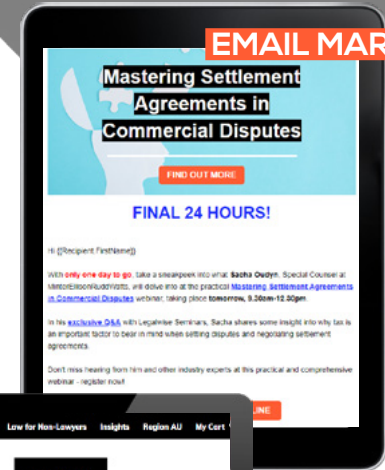 EMAIL MAR
Mastering Settlement
Agreements in
Commercial Disputes
FIND OUT MORE
FINAL 24 HOURS!
Hi {[Recipient.FirstName]}
With only one day to go, take a sneakpeek into what Sacha Oudyn, Special Counsel at
MinterEllisonRuddWatts, will delve into at the practical Mastering Settlement Agreements
in Commercial Disputes webinar, taking place tomorrow, 9.30am-12.30pm.
In his exclusive Q&A with Legalwise Seminars, Sacha shares some insight into why tax is
an important factor to bear in mind when settling disputes and negotiating settlement
agreements.
Don't miss hearing from him and other industry experts at this practical and comprehensive
webinar - register now!
LINE
Law for Non-Lawyers Insights Region AU My Cart